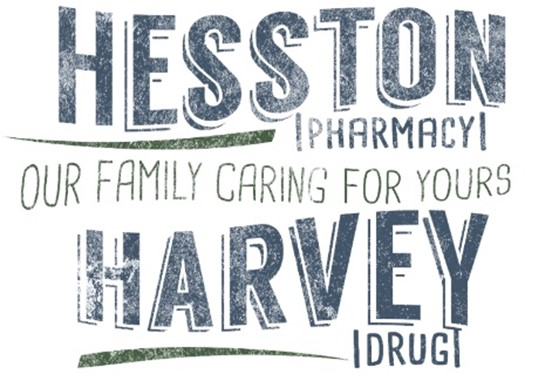 HESSTON
|PHARMACY|
OUR FAMILY CARING FOR YOURS
HARVEY
|DRUG|